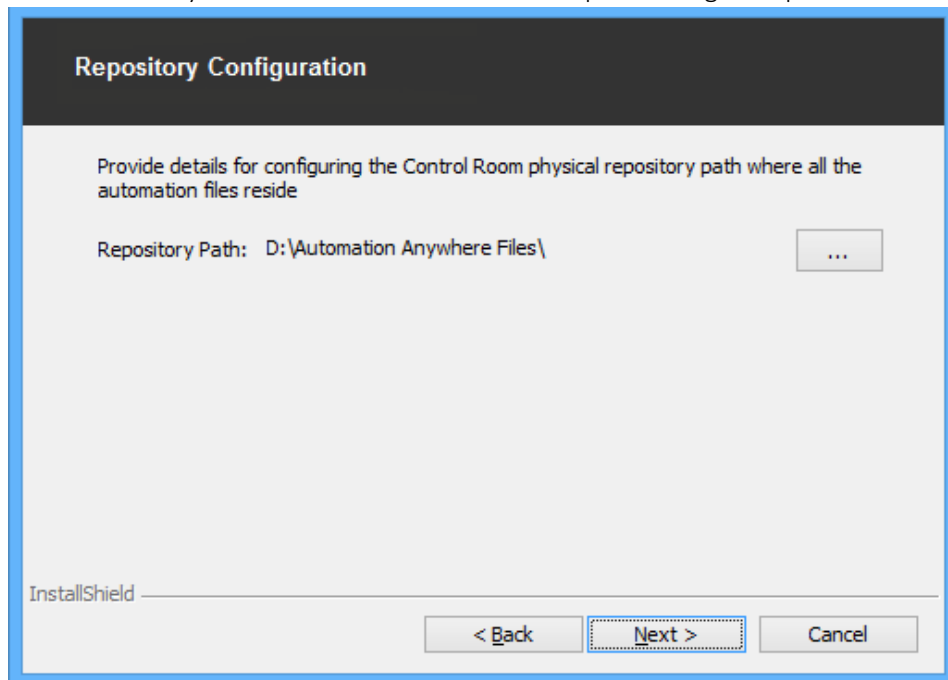 Repository Configuration
Provide details for configuring the Control Room physical repository path where all the
automation files reside
Repository Path: D:\Automation Anywhere Files\ ...
InstallShield
< Back Next > Cancel